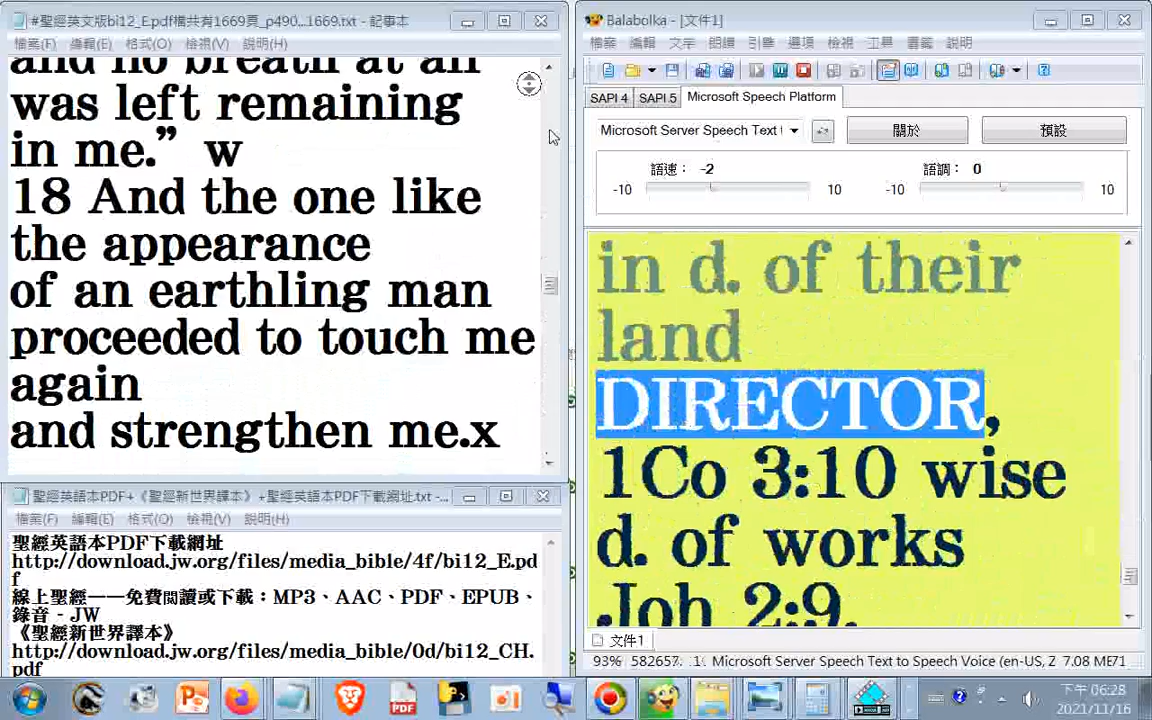 #聖經英文版bi12_E.pdf檔共有1669頁_p490,..1669.txt - 記事本
檔案(F) 編輯(E) 格式(O) 檢視(V) 說明(H)
and no breath at all
was left remaining
in me.” w
18 And the one like
the appearance
of an earthling man
proceeded to touch me
again
and strengthen me.x
聖經英語本PDF+《聖經新世界譯本》+聖經英語本PDF下載網址.txt - ...
檔案(F) 編輯(E) 格式(O) 檢視(V) 說明(H)
聖經英語本PDF下載網址
http://download.jw.org/files/media_bible/4f/bi12_E.pd
f
線上聖經——免費閱讀或下載：MP3、AAC、PDF、EPUB、
錄音 - JW
《聖經新世界譯本》
http://download.jw.org/files/media_bible/0d/bi12_CH.
pdf
Balabolka - [文件1]
檔案 編輯 文字 朗讀 引擎 選項 檢視 工具 書籤 說明
SAPI 4 SAPI 5 Microsoft Speech Platform
Microsoft Server Speech Text 關於 預設
語速： -2 語調： 0
-10 10 -10 10
in d. of their
land
DIRECTOR,
1Co 3:10 wise
d. of works
Joh 2:9,
文件1
93% 582657. Microsoft Server Speech Text to Speech Voice (en-US, Z 7.08 ME71
PDF
下午 06:28
2021/11/16